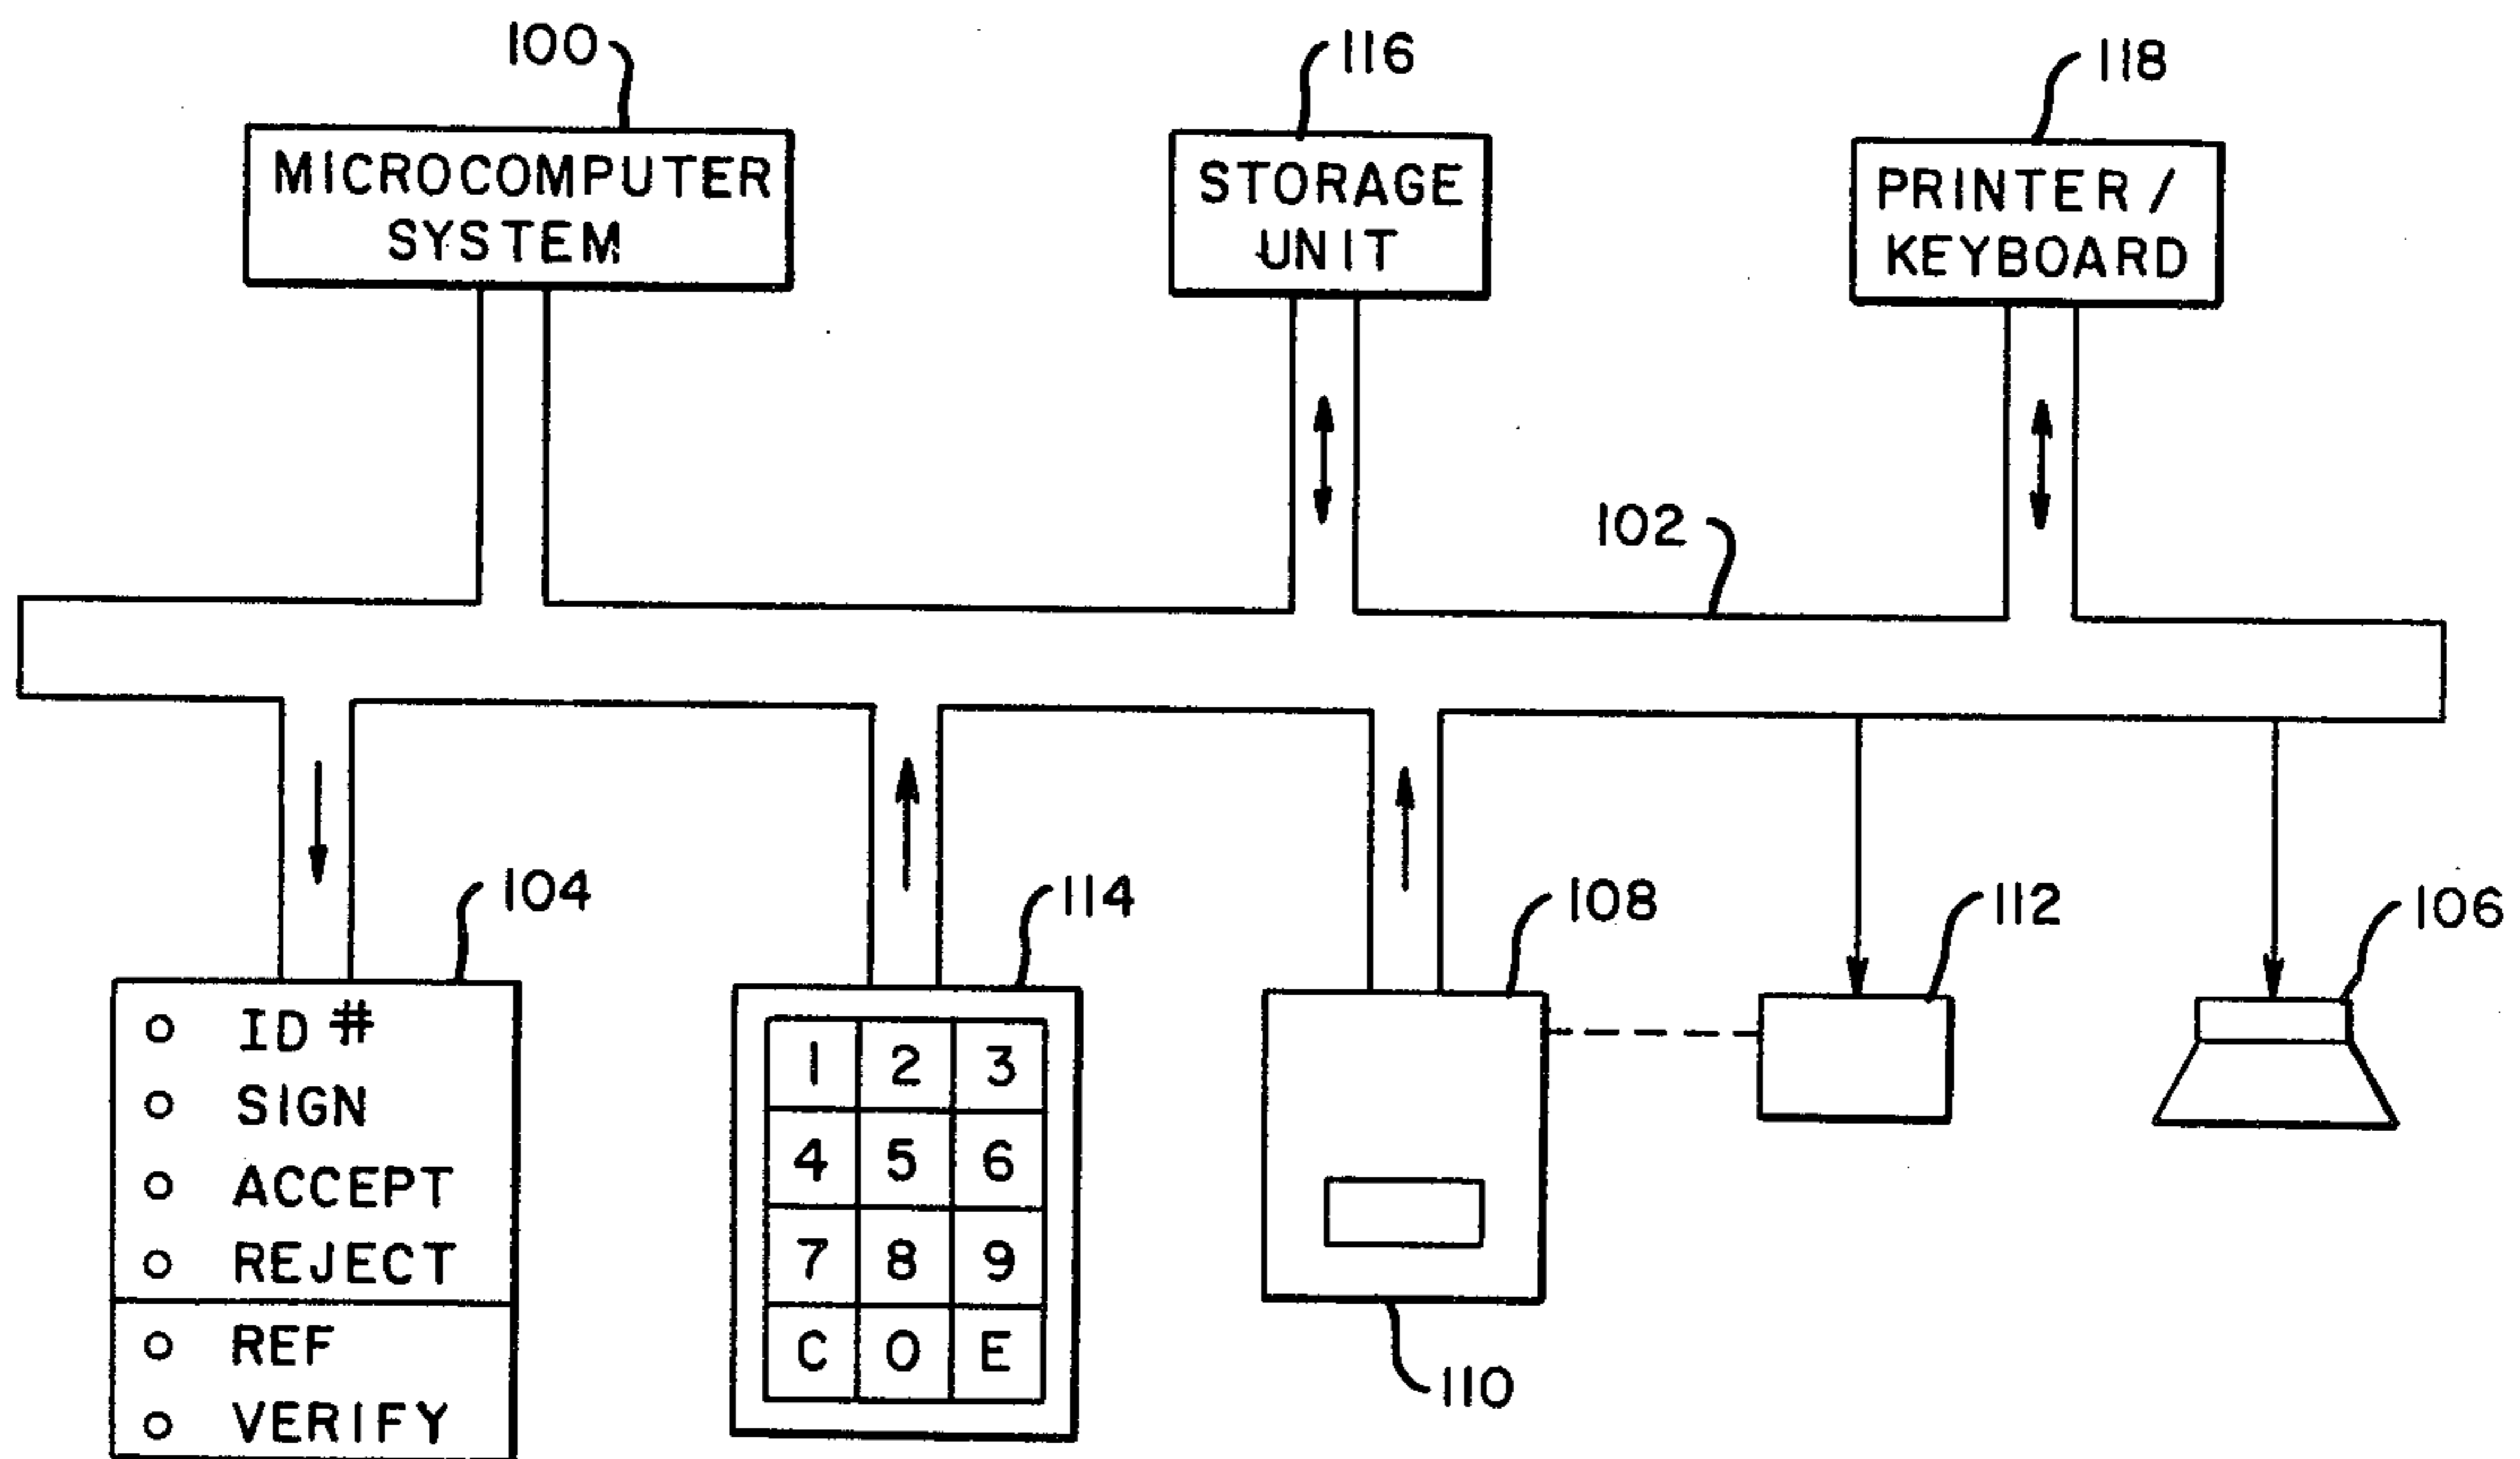 100
116
118
MICROCOMPUTER
SYSTEM
STORAGE
UNIT
PRINTER/
KEYBOARD
102
104
114
108
112
106
ID #
SIGN
ACCEPT
REJECT
REF
VERIFY
1 2 3
4 5 6
7 8 9
C 0 E
110